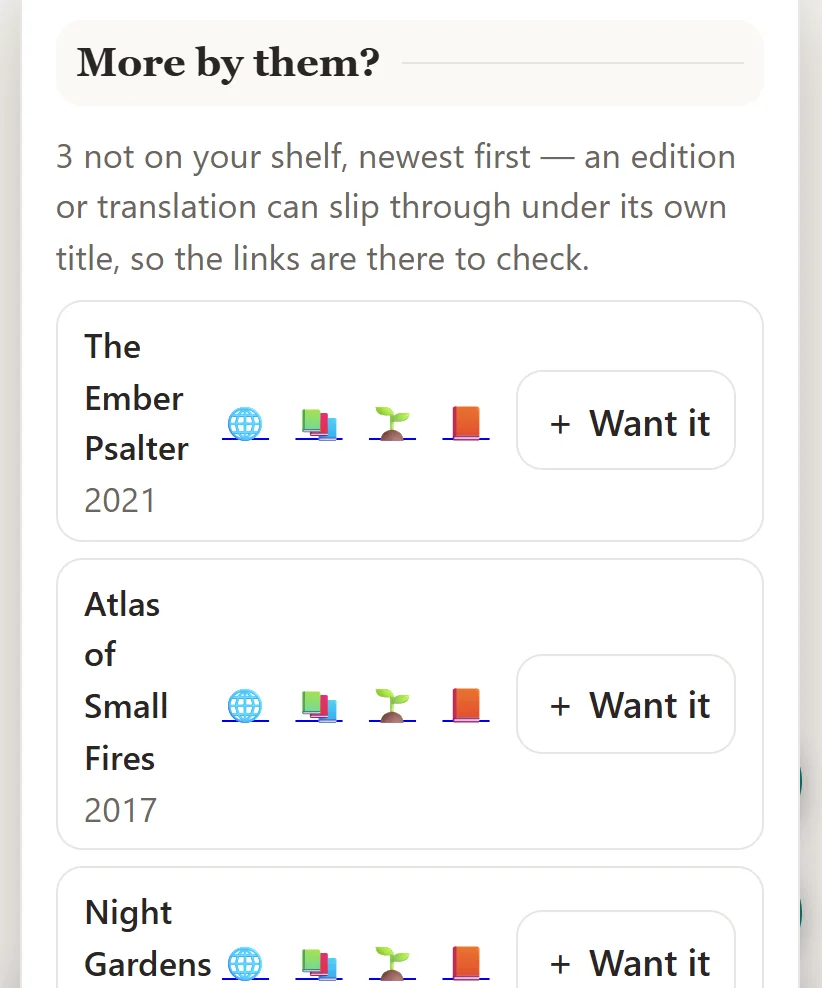 More by them?
3 not on your shelf, newest first — an edition
or translation can slip through under its own
title, so the links are there to check.
The
Ember
Psalter
2021
+ Want it
Atlas
of
Small
Fires
2017
+ Want it
Night
Gardens
+ Want it